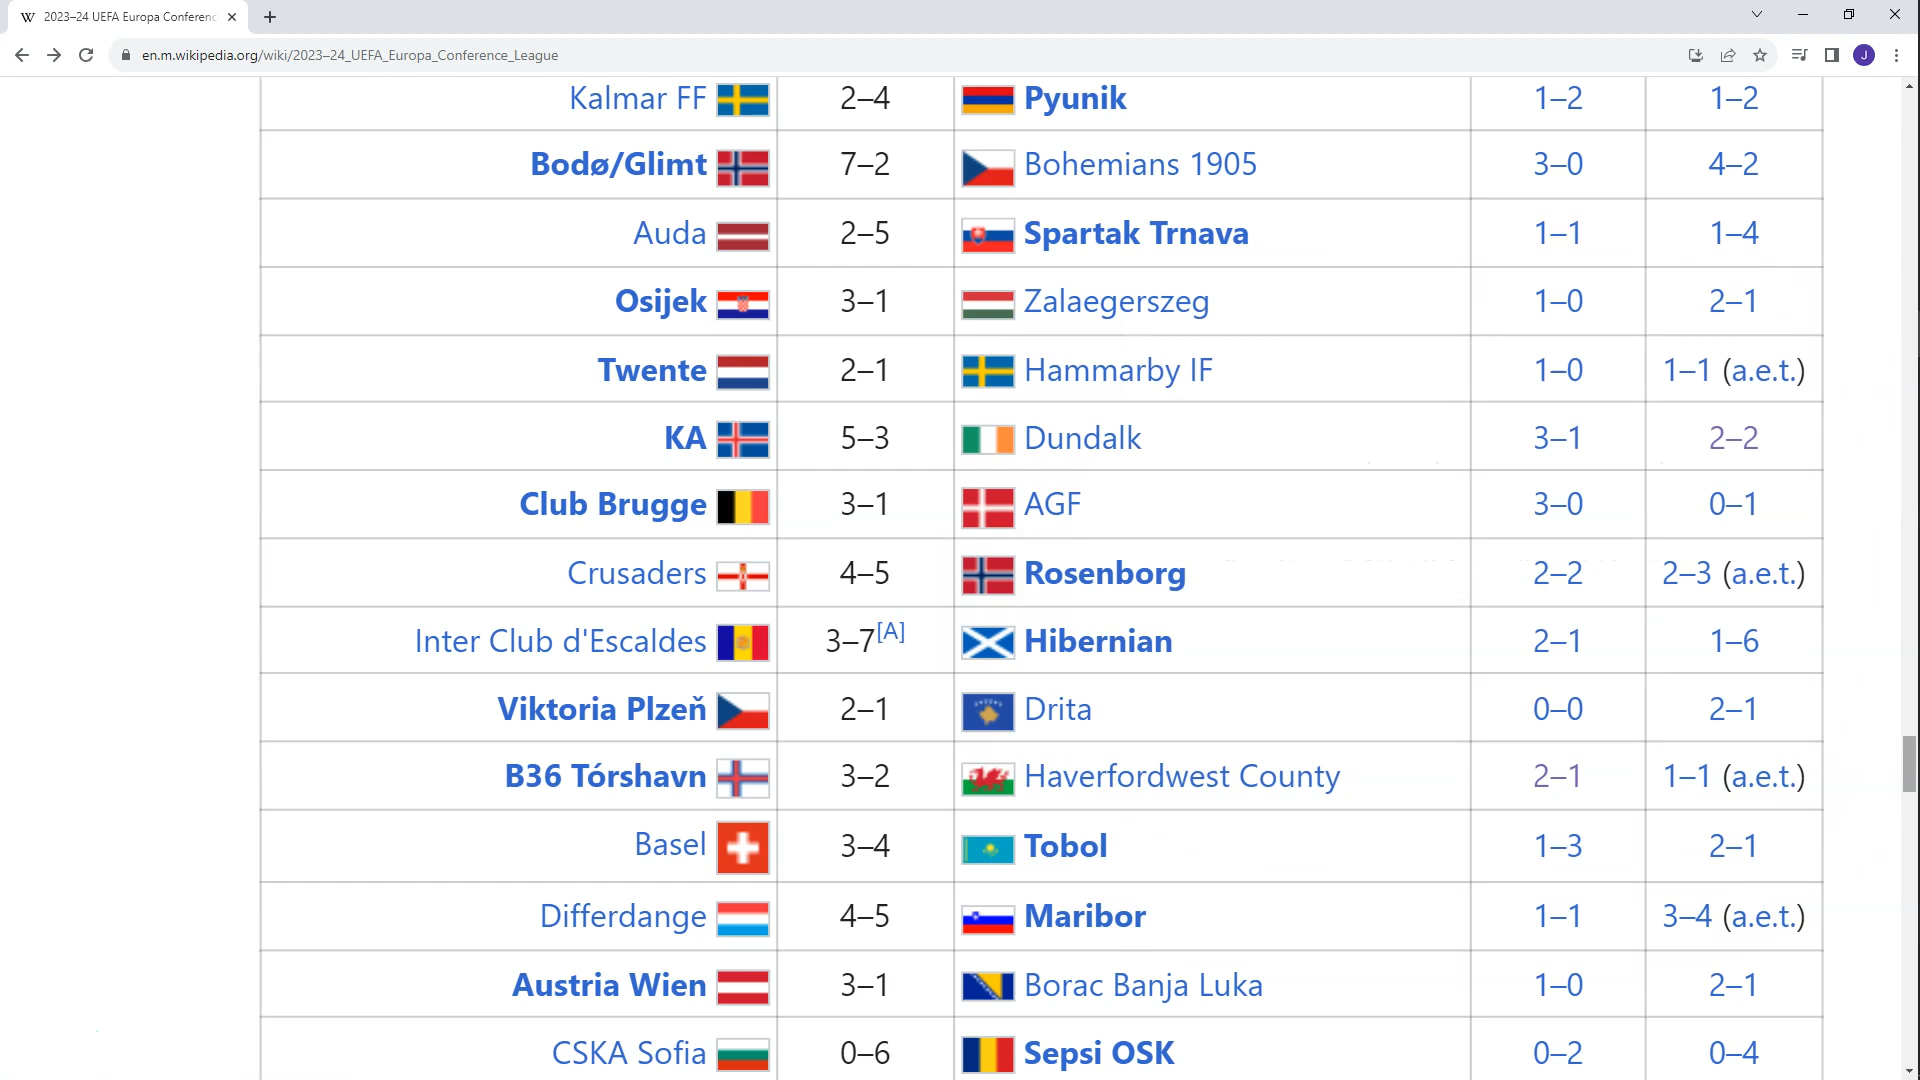 2023–24 UEFA Europa Conferenc
en.m.wikipedia.org/wiki/2023–24_UEFA_Europa_Conference_League
J
Kalmar FF 2–4 Pyunik 1–2 1–2
Bodø/Glimt 7–2 Bohemians 1905 3–0 4–2
Auda 2–5 Spartak Trnava 1–1 1–4
Osijek 3–1 Zalaegerszeg 1–0 2–1
Twente 2–1 Hammarby IF 1–0 1–1 (a.e.t.)
KA 5–3 Dundalk 3–1 2–2
Club Brugge 3–1 AGF 3–0 0–1
Crusaders 4–5 Rosenborg 2–2 2–3 (a.e.t.)
Inter Club d'Escaldes 3–7[A] Hibernian 2–1 1–6
Viktoria Plzeň 2–1 Drita 0–0 2–1
B36 Tórshavn 3–2 Haverfordwest County 2–1 1–1 (a.e.t.)
Basel 3–4 Tobol 1–3 2–1
Differdange 4–5 Maribor 1–1 3–4 (a.e.t.)
Austria Wien 3–1 Borac Banja Luka 1–0 2–1
CSKA Sofia 0–6 Sepsi OSK 0–2 0–4